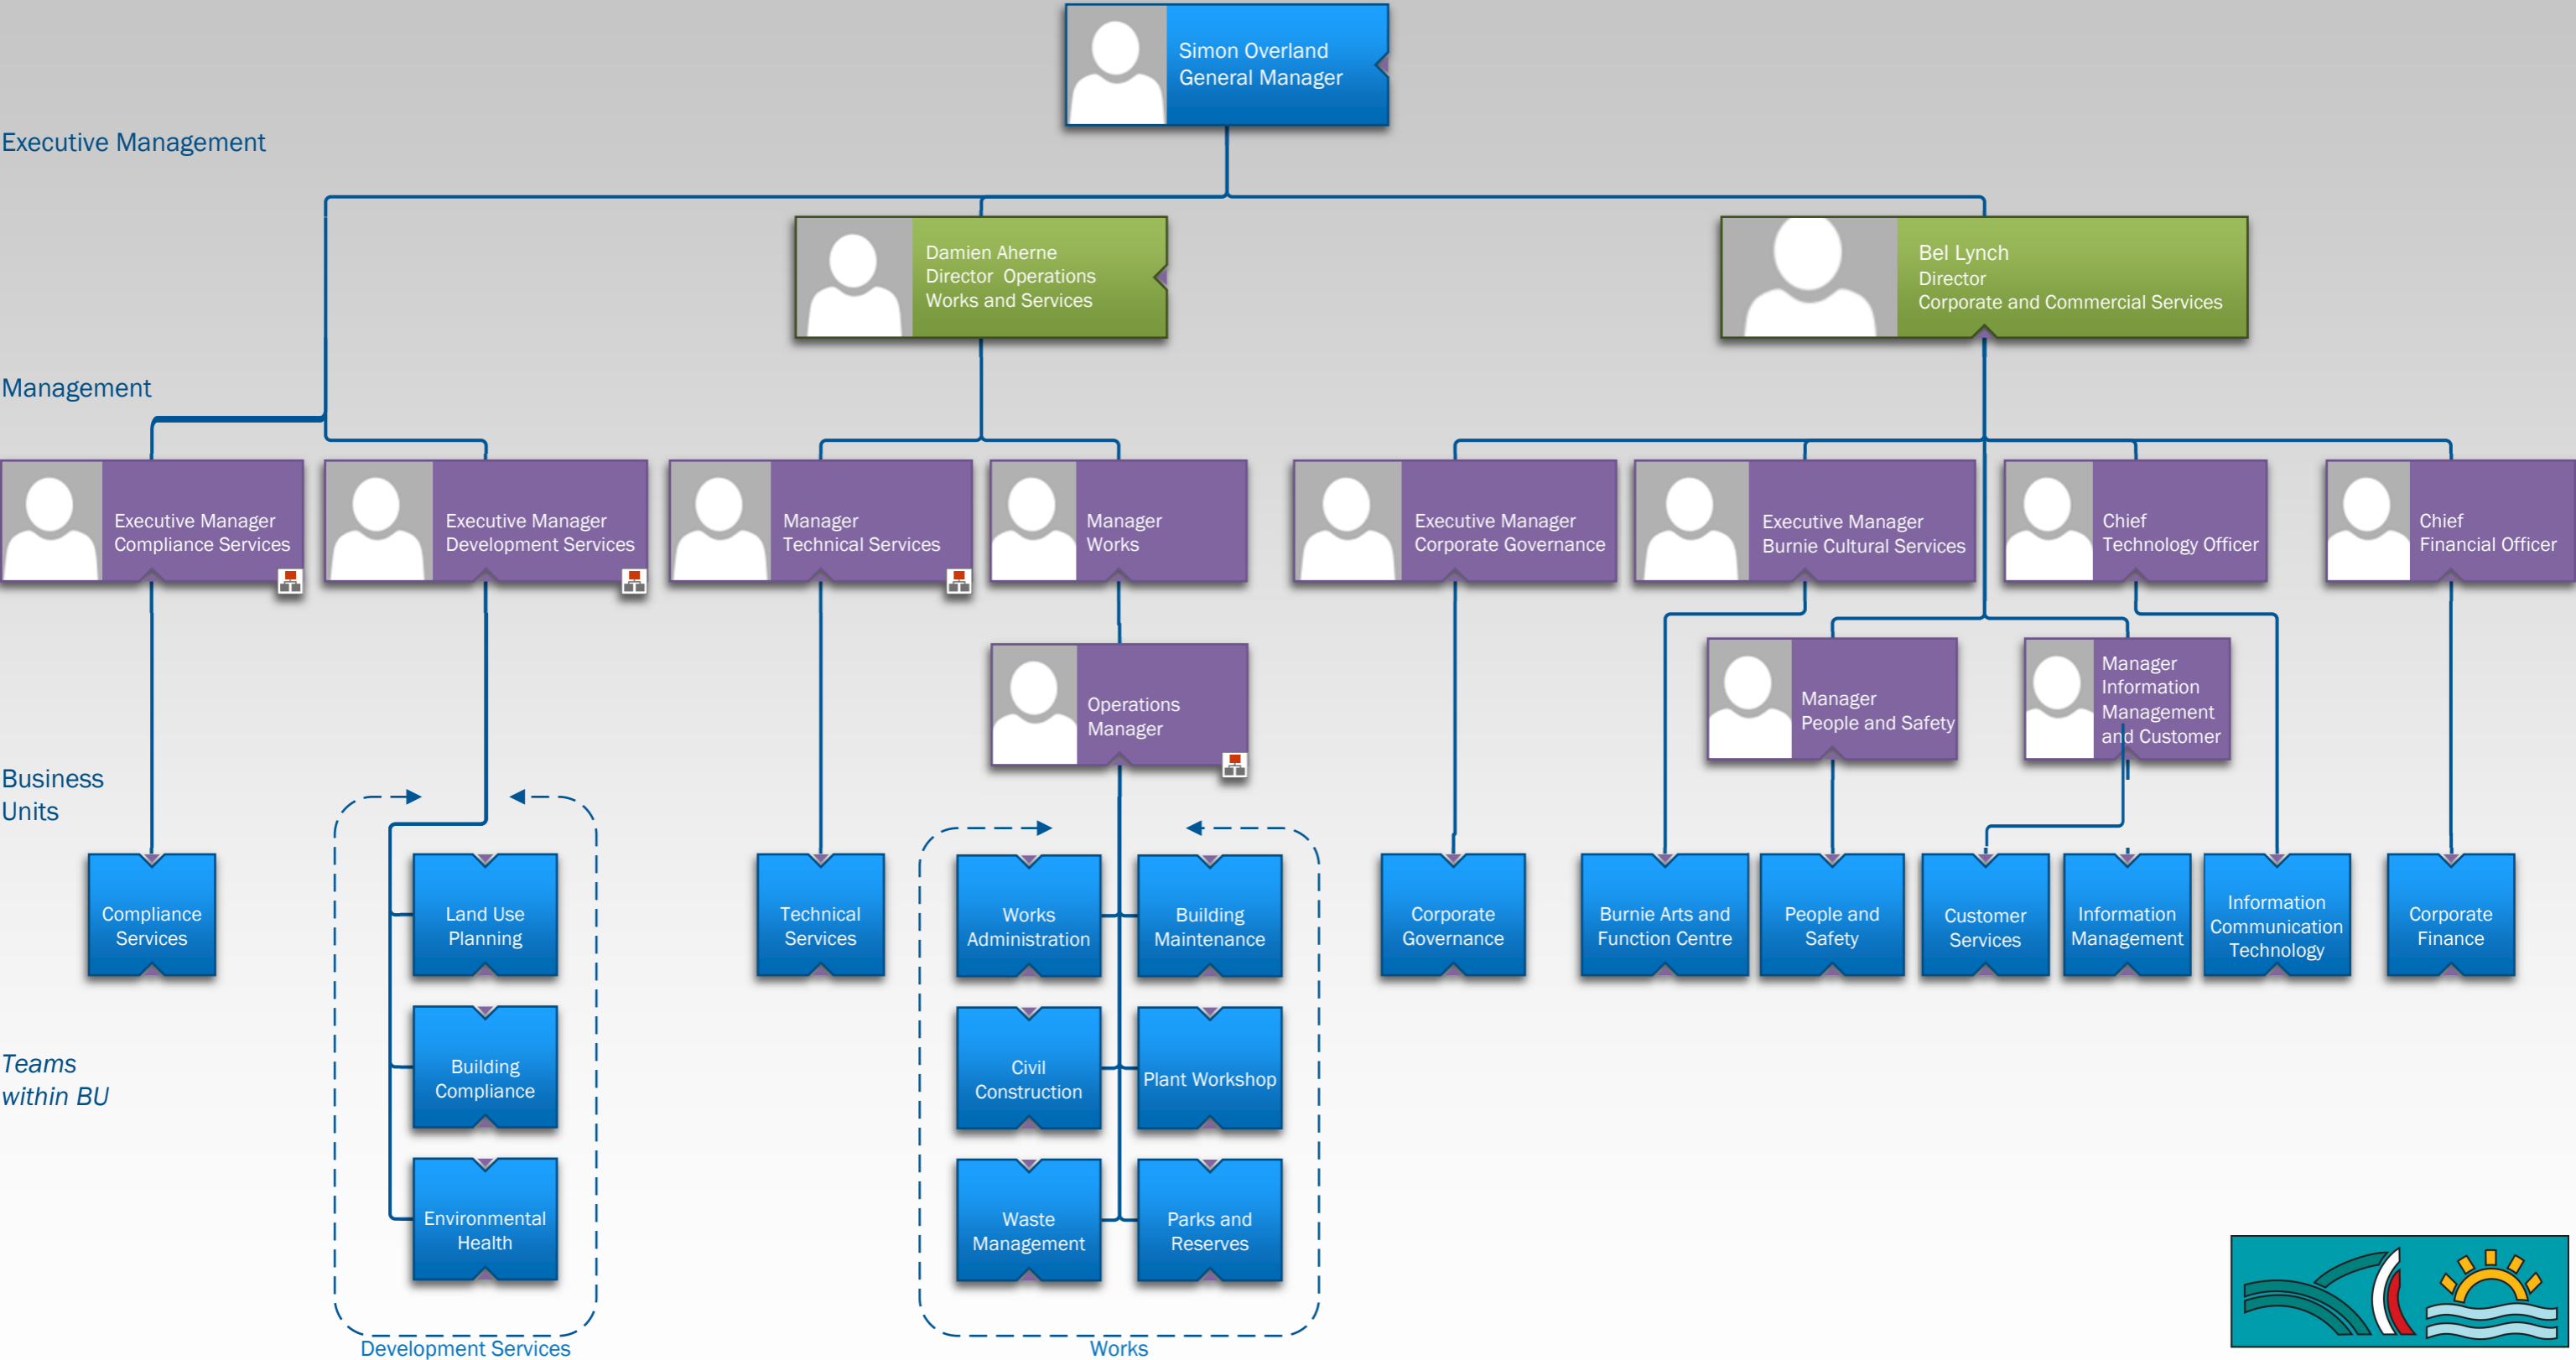 Simon Overland
General Manager
Executive Management
Damien Aherne
Director Operations
Works and Services
Bel Lynch
Director
Corporate and Commercial Services
Management
Executive Manager
Compliance Services
Executive Manager
Development Services
Manager
Technical Services
Manager
Works
Executive Manager
Corporate Governance
Executive Manager
Burnie Cultural Services
Chief
Technology Officer
Chief
Financial Officer
Operations
Manager
Manager
People and Safety
Manager
Information
Management
and Customer
Business
Units
Compliance
Services
Land Use
Planning
Technical
Services
Works
Administration
Building
Maintenance
Corporate
Governance
Burnie Arts and
Function Centre
People and
Safety
Customer
Services
Information
Management
Information
Communication
Technology
Corporate
Finance
Teams
within BU
Building
Compliance
Civil
Construction
Plant Workshop
Environmental
Health
Waste
Management
Parks and
Reserves
Development Services
Works